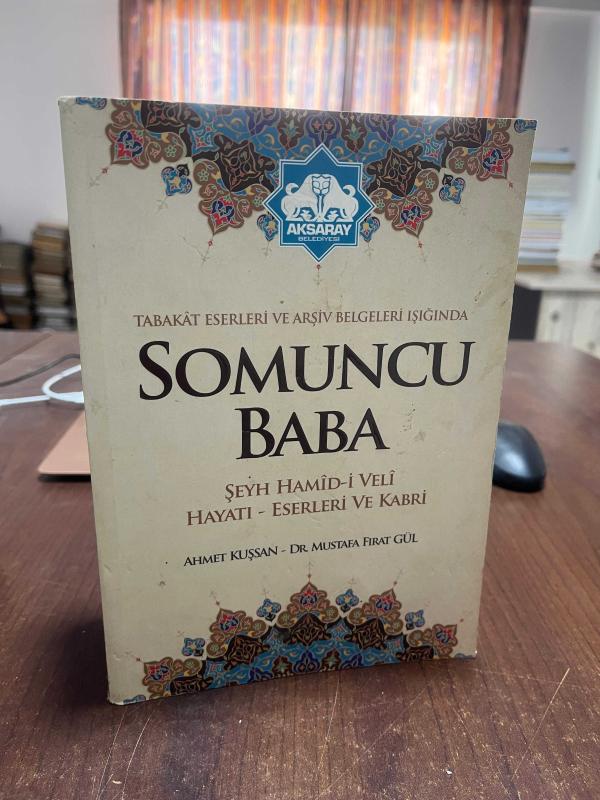 AKSARAY
BELEDİYESİ
TABAKÂT ESERLERİ VE ARŞİV BELGELERİ IŞIĞINDA
SOMUNCU
BABA
ŞEYH HAMÎD-İ VELÎ
HAYATI - ESERLERİ VE KABRİ
AHMET KUŞSAN - DR. MUSTAFA FIRAT GÜL